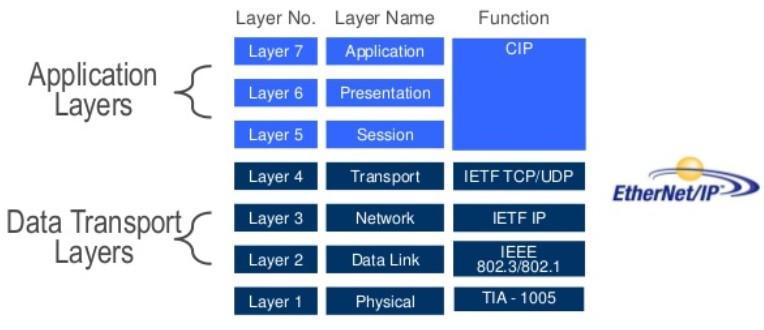 Layer No. Layer Name Function
Layer 7 Application CIP
Application Layers
Layer 6 Presentation
Layer 5 Session
Layer 4 Transport IETF TCP/UDP
EtherNet/IP™
Data Transport Layers
Layer 3 Network IETF IP
Layer 2 Data Link IEEE 802.3/802.1
Layer 1 Physical TIA - 1005